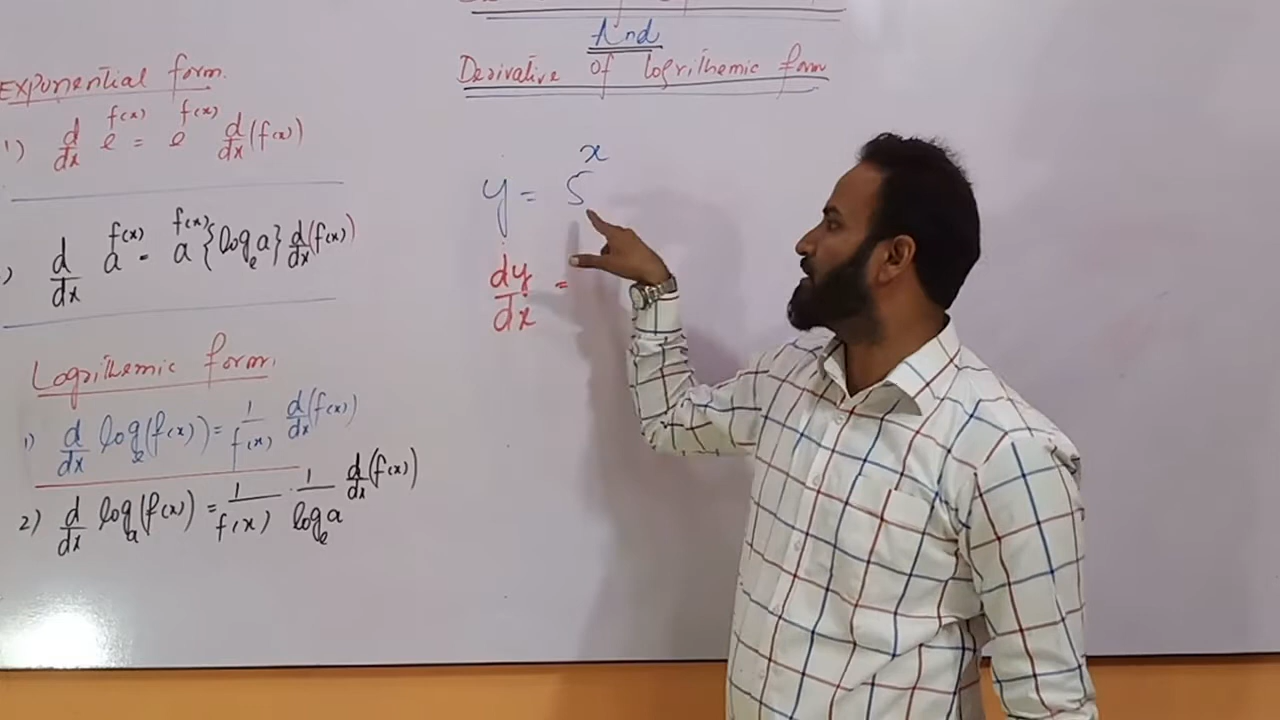 And
Derivative of logrithemic form
Exponential form.
1) d/dx e^f(x) = e^f(x) d/dx (f(x))
) d/dx a^f(x) = a^f(x) {log_e a} d/dx (f(x))
Logrithemic form.
1) d/dx log_e (f(x)) = 1/f(x) d/dx (f(x))
2) d/dx log_a (f(x)) = 1/f(x) · 1/log_e a d/dx (f(x))
y = 5^x
dy/dx =